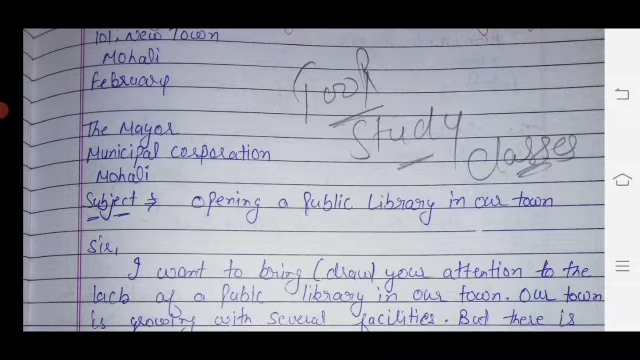 101, New Town
Mohali
February
The Mayor
Municipal Corporation
Mohali
Subject → Opening a Public Library in our town
Study
Classes
Sir,
I want to bring (draw) your attention to the
lack of a public library in our town. Our town
is growing with several facilities. But there is